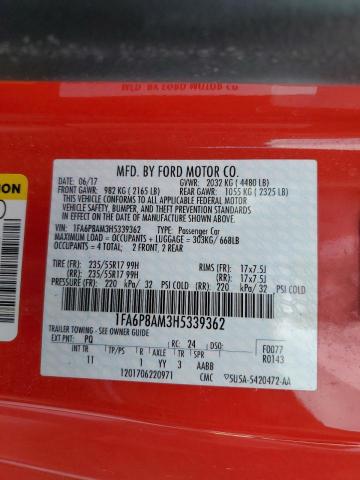 MFD. BY FORD MOTOR CO.
DATE: 06/17 GVWR: 2032 KG ( 4480 LB)
FRONT GAWR: 982 KG ( 2165 LB) REAR GAWR: 1055 KG ( 2325 LB)
THIS VEHICLE CONFORMS TO ALL APPLICABLE FEDERAL MOTOR VEHICLE
SAFETY, BUMPER, AND THEFT PREVENTION STANDARDS IN EFFECT ON
THE DATE OF MANUFACTURE SHOWN ABOVE.
VIN: 1FA6P8AM3H5339362 TYPE: Passenger Car
MAXIMUM LOAD = OCCUPANTS + LUGGAGE = 303KG/ 668LB
OCCUPANTS = 4 TOTAL, 2 FRONT, 2 REAR
TIRE (FR): 235/55R17 99H RIMS (FR): 17 x7.5J
(RR): 235/55R17 99H (RR): 17 x7.5J
PRESSURE (FR): 220 kPa/ 32 PSI COLD (RR): 220 kPa/ 32 PSI COLD
1FA6P8AM3H5339362
TRAILER TOWING - SEE OWNER GUIDE
EXT PNT: PQ RC: 24 DSO: F0077
INT TR TP/PS R AXLE TR SPR R0143
11 1 YY 3 AABB
1201706220971 CMC SU5A-5420472-AA